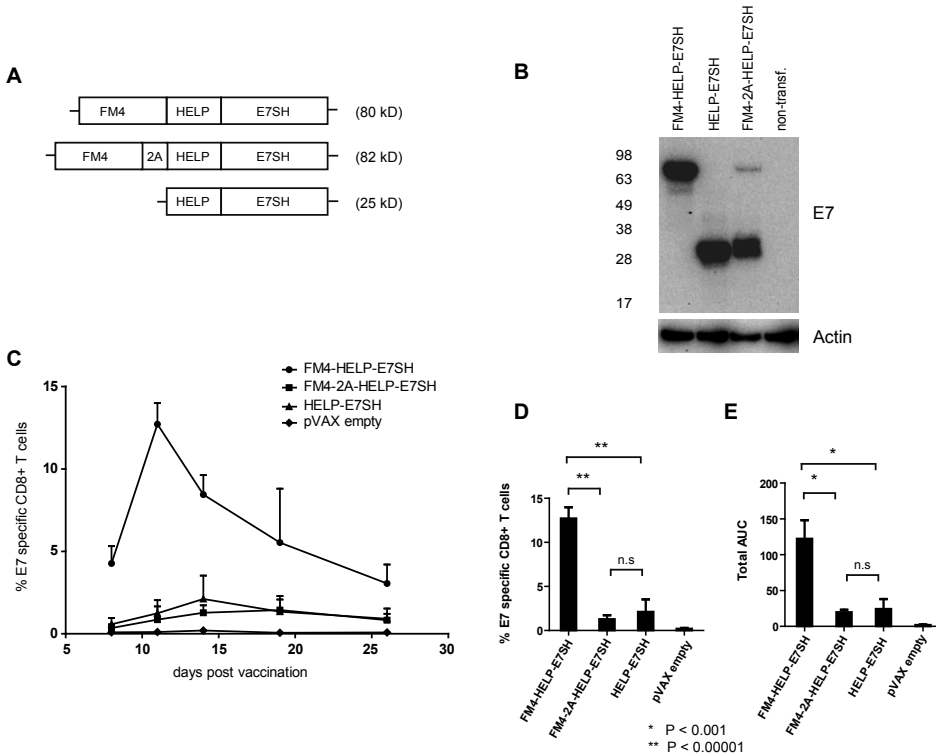 A
FM4 HELP E7SH (80 kD)
FM4 2A HELP E7SH (82 kD)
HELP E7SH (25 kD)
B
FM4-HELP-E7SH
HELP-E7SH
FM4-2A-HELP-E7SH
non-transf.
98
63
49
38
28
17
E7
Actin
C
FM4-HELP-E7SH
FM4-2A-HELP-E7SH
HELP-E7SH
pVAX empty
% E7 specific CD8+ T cells
15
10
5
0
5 10 15 20 25 30
days post vaccination
D
**
**
n.s
% E7 specific CD8+ T cells
15
10
5
0
FM4-HELP-E7SH
FM4-2A-HELP-E7SH
HELP-E7SH
pVAX empty
E
*
*
n.s
Total AUC
200
150
100
50
0
FM4-HELP-E7SH
FM4-2A-HELP-E7SH
HELP-E7SH
pVAX empty
* P < 0.001
** P < 0.00001